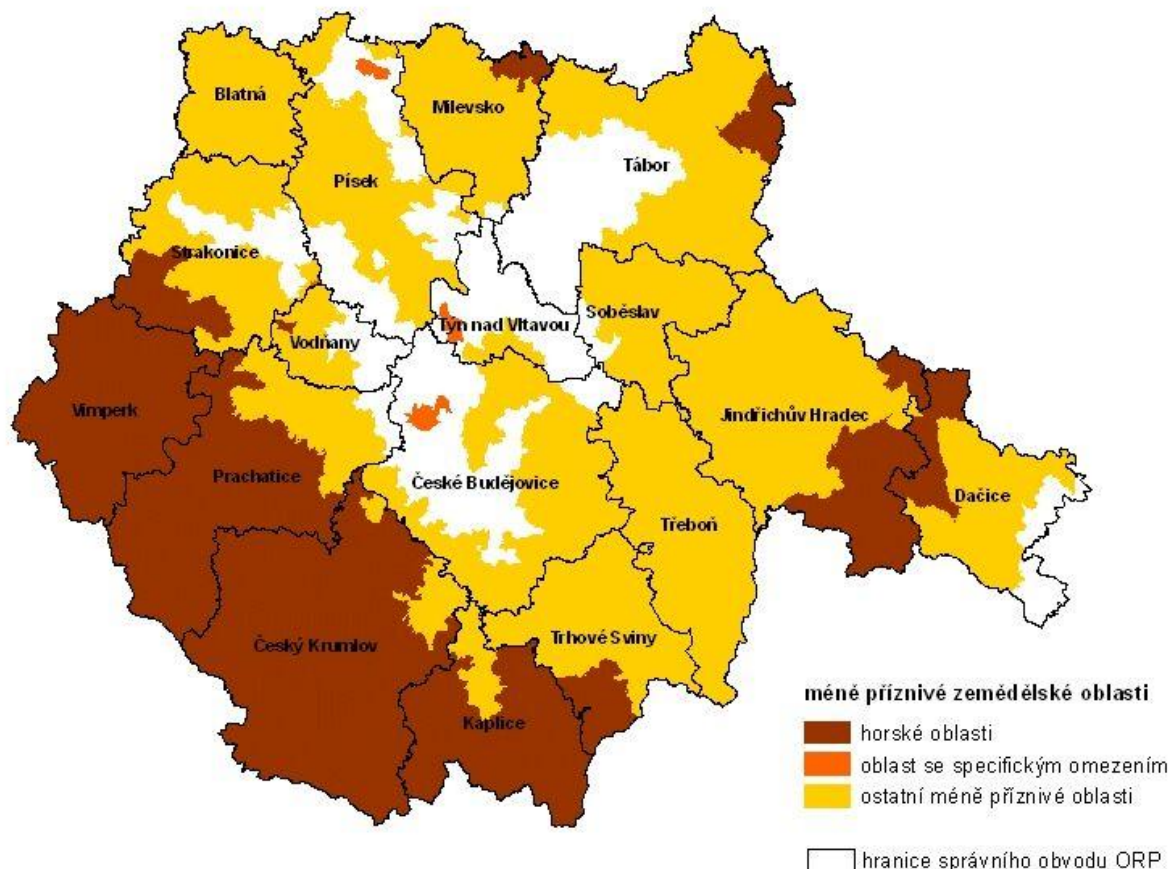 Blatná
Milevsko
Tábor
Písek
Strakonice
Soběslav
Týn nad Vltavou
Vodňany
Vimperk
Jindřichův Hradec
Prachatice
České Budějovice
Dačice
Třeboň
Trhové Sviny
Český Krumlov
Kaplice
méně příznivé zemědělské oblasti
horské oblasti
oblast se specifickým omezením
ostatní méně příznivé oblasti
hranice správního obvodu ORP